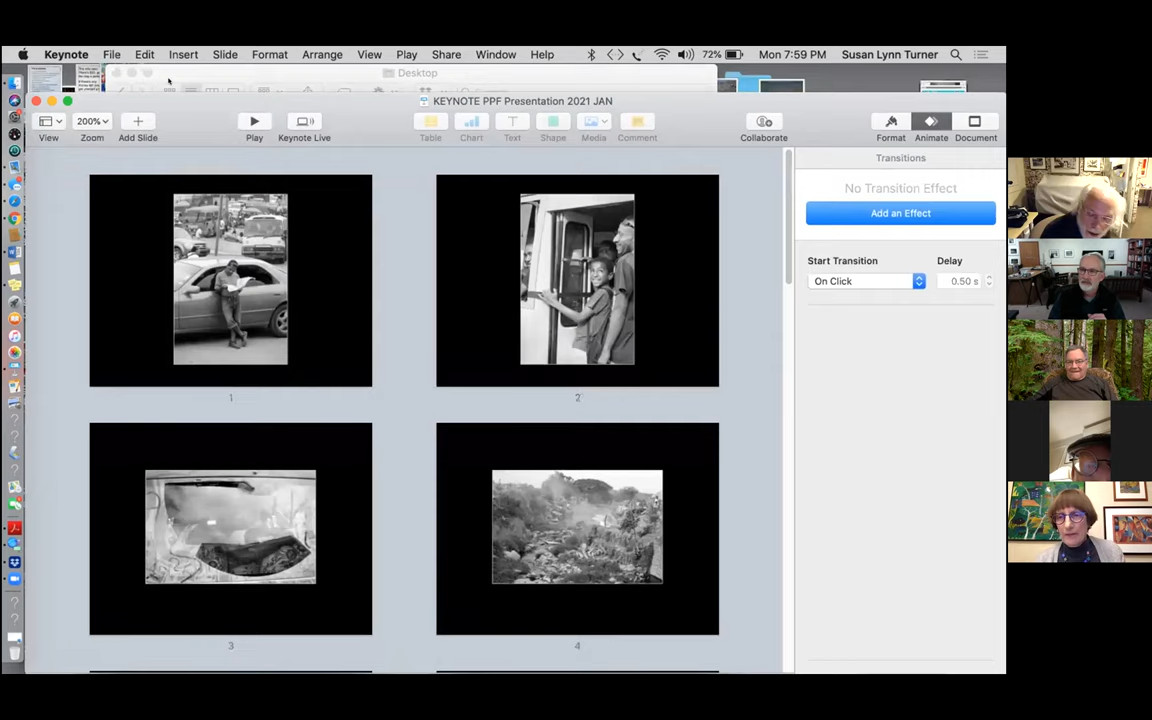 Keynote File Edit Insert Slide Format Arrange View Play Share Window Help 72% Mon 7:59 PM Susan Lynn Turner
Desktop
KEYNOTE PPF Presentation 2021 JAN
200%
View Zoom Add Slide Play Keynote Live Table Chart Text Shape Media Comment Collaborate Format Animate Document
Transitions
No Transition Effect
Add an Effect
Start Transition Delay
On Click 0.50 s
1 2
3 4